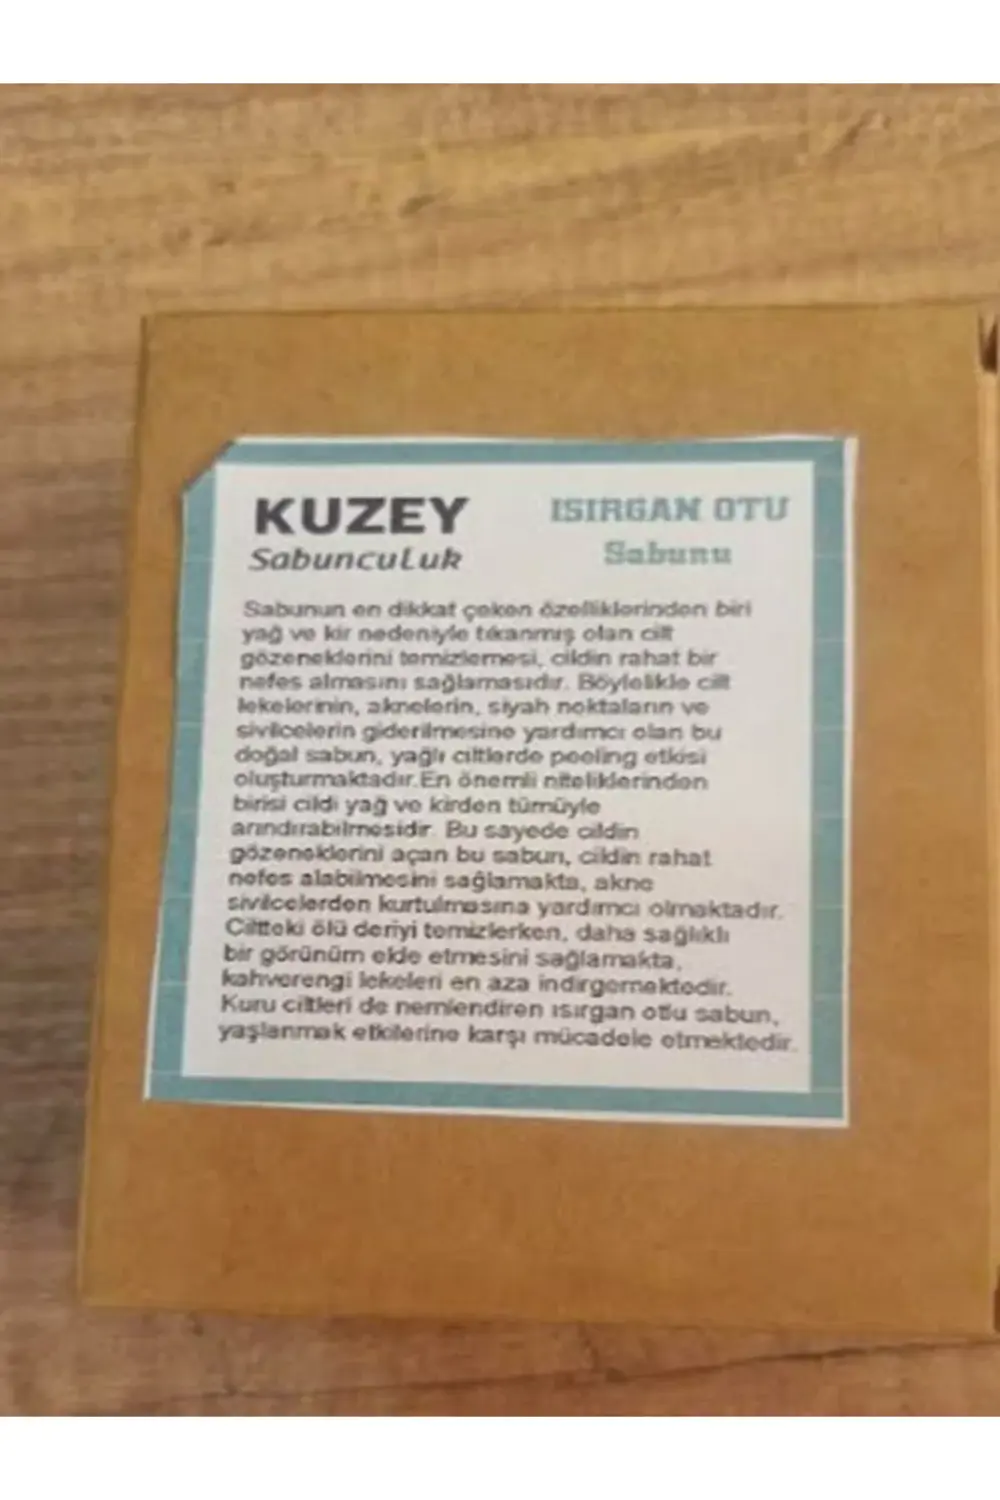 KUZEY
SabuncuLuk
ISIRGAN OTU
Sabunu
Sabunun en dikkat çeken özelliklerinden biri
yağ ve kir nedeniyle tıkanmış olan cilt
gözeneklerini temizlemesi, cildin rahat bir
nefes almasını sağlamasıdır. Böylelikle cilt
lekelerinin, aknelerin, siyah noktaların ve
sivilcelerin giderilmesine yardımcı olan bu
doğal sabun, yağlı ciltlerde peeling etkisi
oluşturmaktadır.En önemli niteliklerinden
birisi cildi yağ ve kirden tümüyle
arındırabilmesidir. Bu sayede cildin
gözeneklerini açan bu sabun, cildin rahat
nefes alabilmesini sağlamakta, akne
sivilcelerden kurtulmasına yardımcı olmaktadır.
Ciltteki ölü deriyi temizlerken, daha sağlıklı
bir görünüm elde etmesini sağlamakta,
kahverengi lekeleri en aza indirgemektedir.
Kuru ciltleri de nemlendiren ısırgan otlu sabun,
yaşlanmak etkilerine karşı mücadele etmektedir.